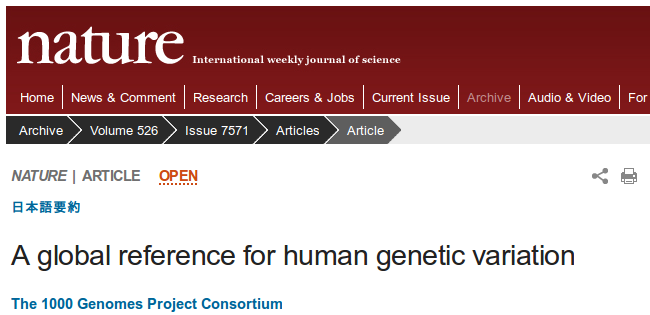 nature International weekly journal of science
Home News & Comment Research Careers & Jobs Current Issue Archive Audio & Video For
Archive Volume 526 Issue 7571 Articles Article
NATURE | ARTICLE OPEN
日本語要約
A global reference for human genetic variation
The 1000 Genomes Project Consortium